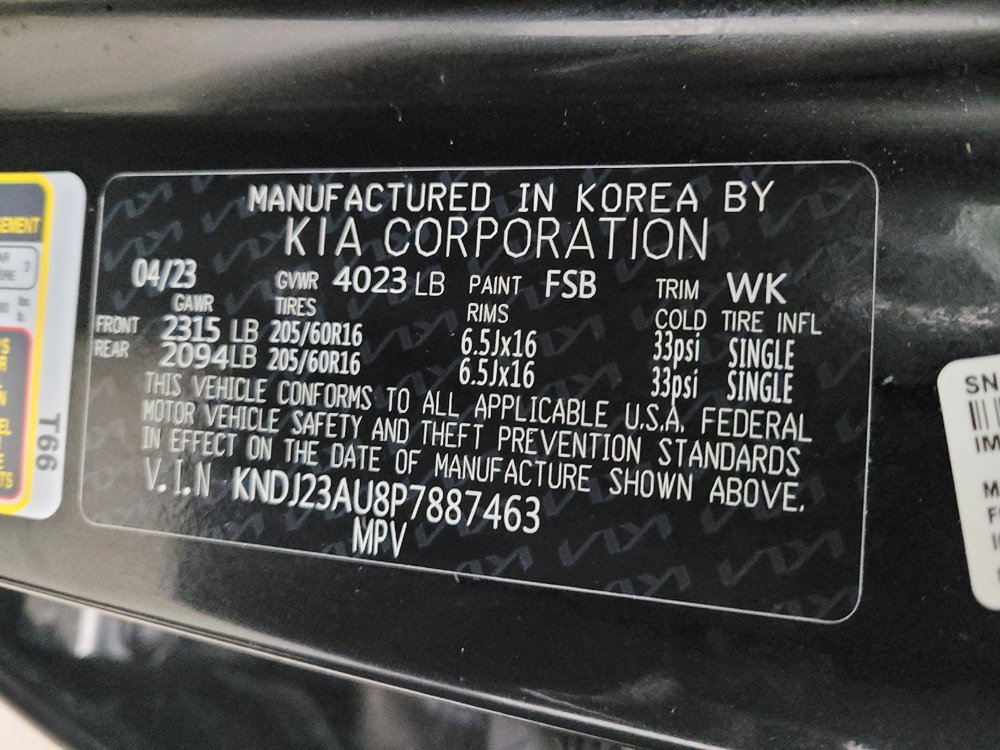 MANUFACTURED IN KOREA BY
KIA CORPORATION
04/23 GVWR 4023 LB PAINT FSB TRIM WK
GAWR TIRES RIMS COLD TIRE INFL
FRONT 2315 LB 205/60R16 6.5Jx16 33psi SINGLE
REAR 2094LB 205/60R16 6.5Jx16 33psi SINGLE
THIS VEHICLE CONFORMS TO ALL APPLICABLE U.S.A. FEDERAL
MOTOR VEHICLE SAFETY AND THEFT PREVENTION STANDARDS
IN EFFECT ON THE DATE OF MANUFACTURE SHOWN ABOVE.
V.I.N KNDJ23AU8P7887463
MPV
T66
SN